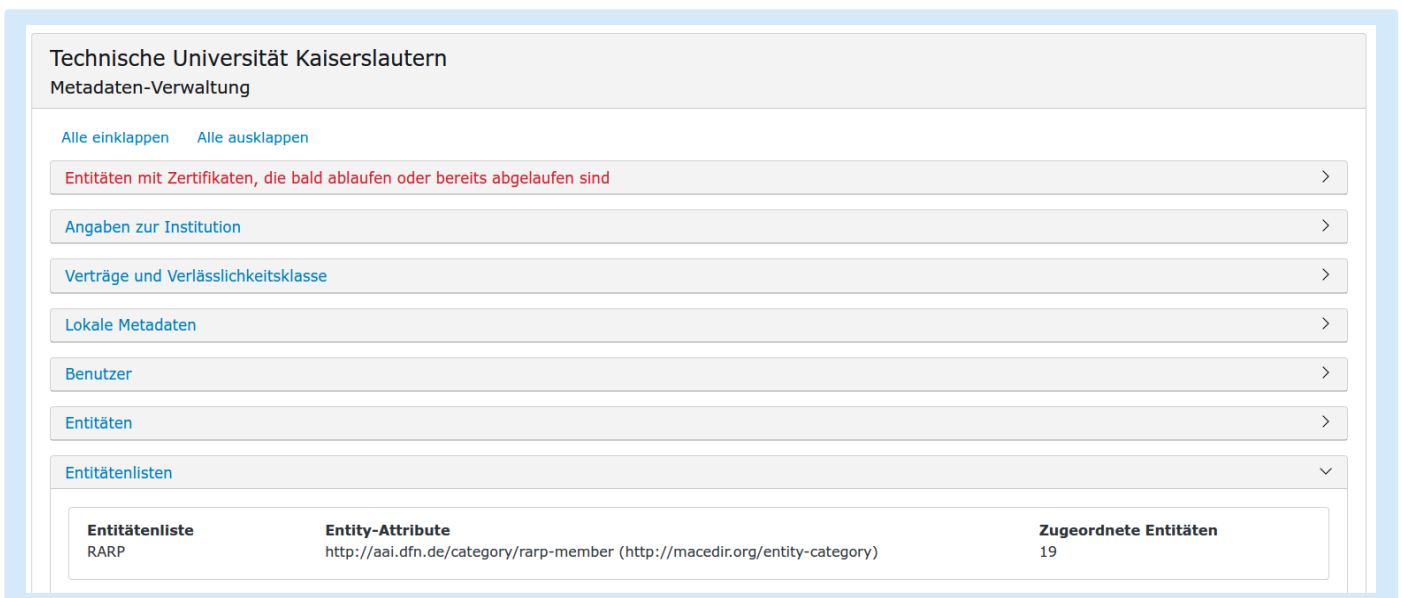 Technische Universität Kaiserslautern
Metadaten-Verwaltung
Alle einklappen Alle ausklappen
Entitäten mit Zertifikaten, die bald ablaufen oder bereits abgelaufen sind
Angaben zur Institution
Verträge und Verlässlichkeitsklasse
Lokale Metadaten
Benutzer
Entitäten
Entitätenlisten
Entitätenliste Entity-Attribute Zugeordnete Entitäten
RARP http://aai.dfn.de/category/rarp-member (http://macedir.org/entity-category) 19